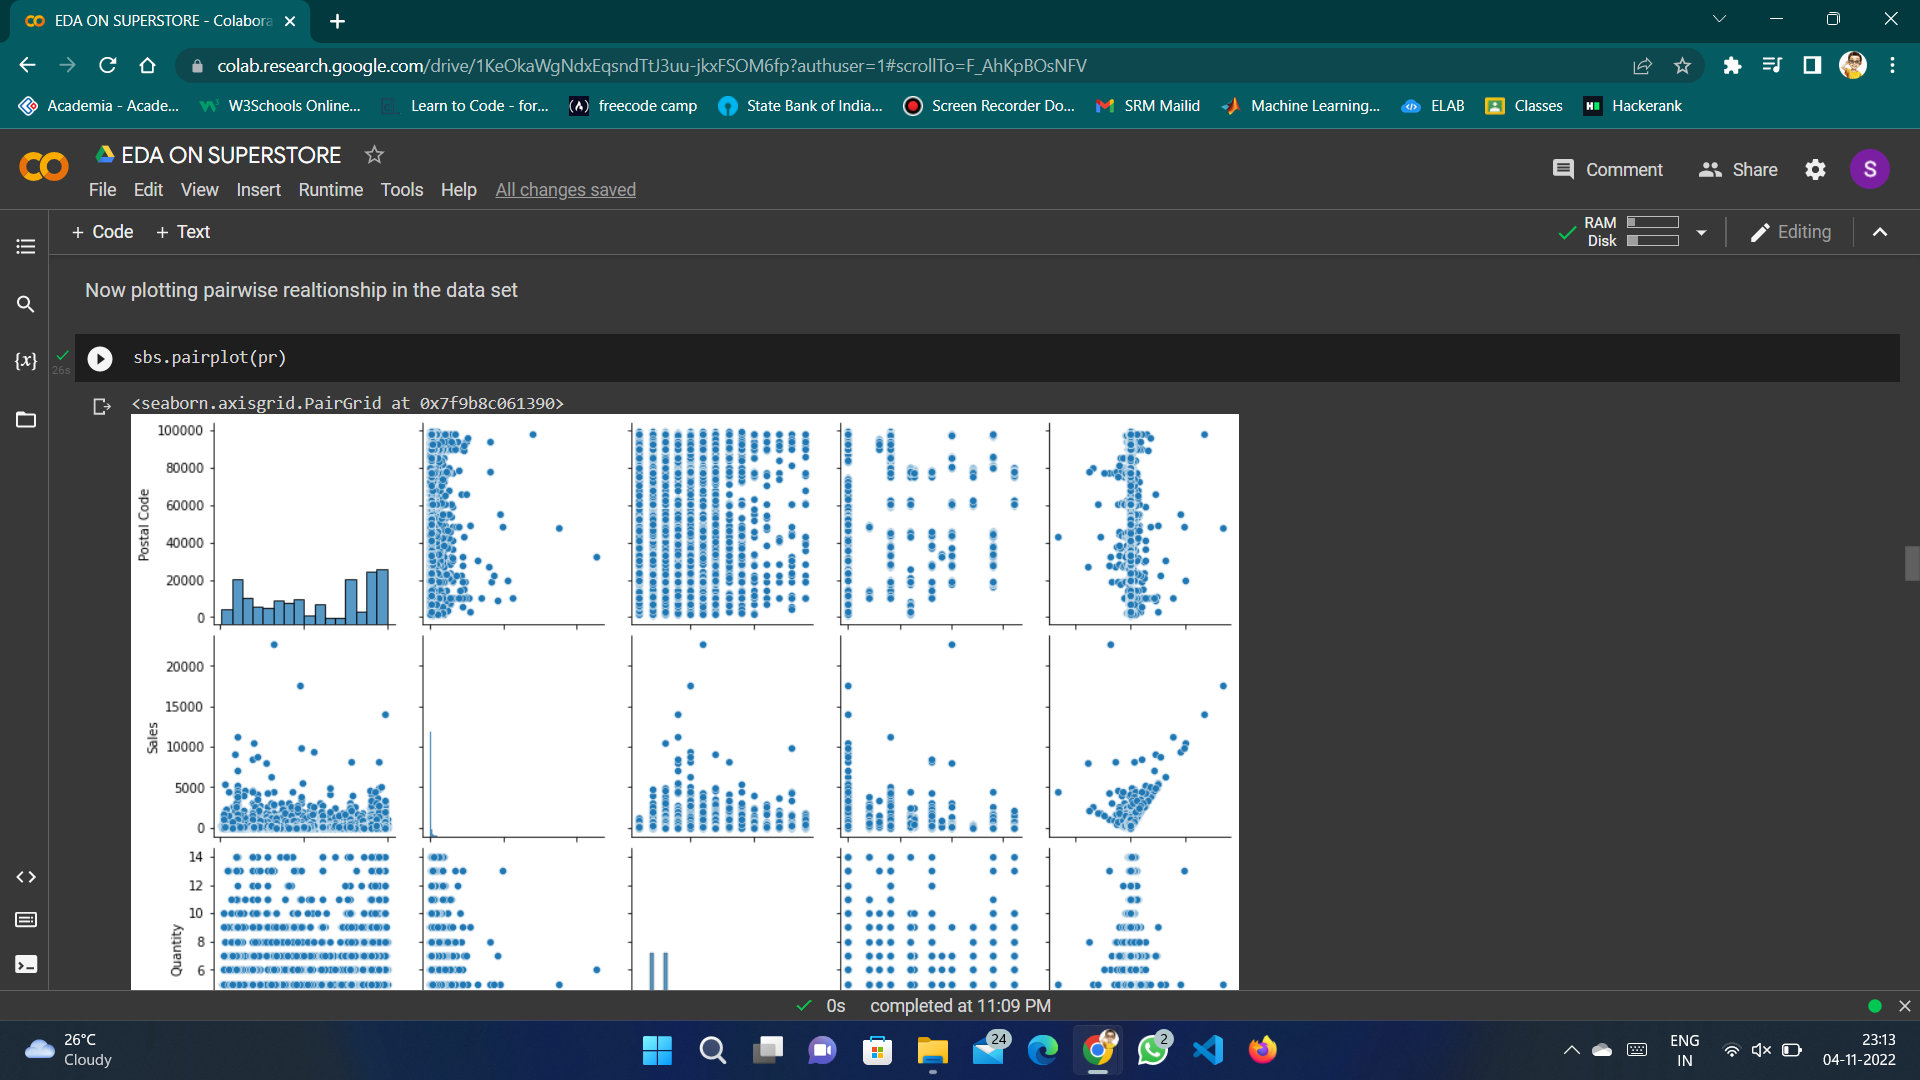 EDA ON SUPERSTORE - Colabora
colab.research.google.com/drive/1KeOkaWgNdxEqsndTtJ3uu-jkxFSOM6fp?authuser=1#scrollTo=F_AhKpBOsNFV
Academia - Acade... W3Schools Online... Learn to Code - for... freecode camp State Bank of India... Screen Recorder Do... SRM Mailid Machine Learning... ELAB Classes Hackerank
EDA ON SUPERSTORE
Comment Share S
File Edit View Insert Runtime Tools Help All changes saved
+ Code + Text
RAM
Disk
Editing
Now plotting pairwise realtionship in the data set
{x}
26s
sbs.pairplot(pr)
<seaborn.axisgrid.PairGrid at 0x7f9b8c061390>
100000
80000
60000
40000
20000
0
Postal Code
20000
15000
10000
5000
0
Sales
14
12
10
8
6
Quantity
0s completed at 11:09 PM
26°C
Cloudy
24
2
ENG
IN
23:13
04-11-2022